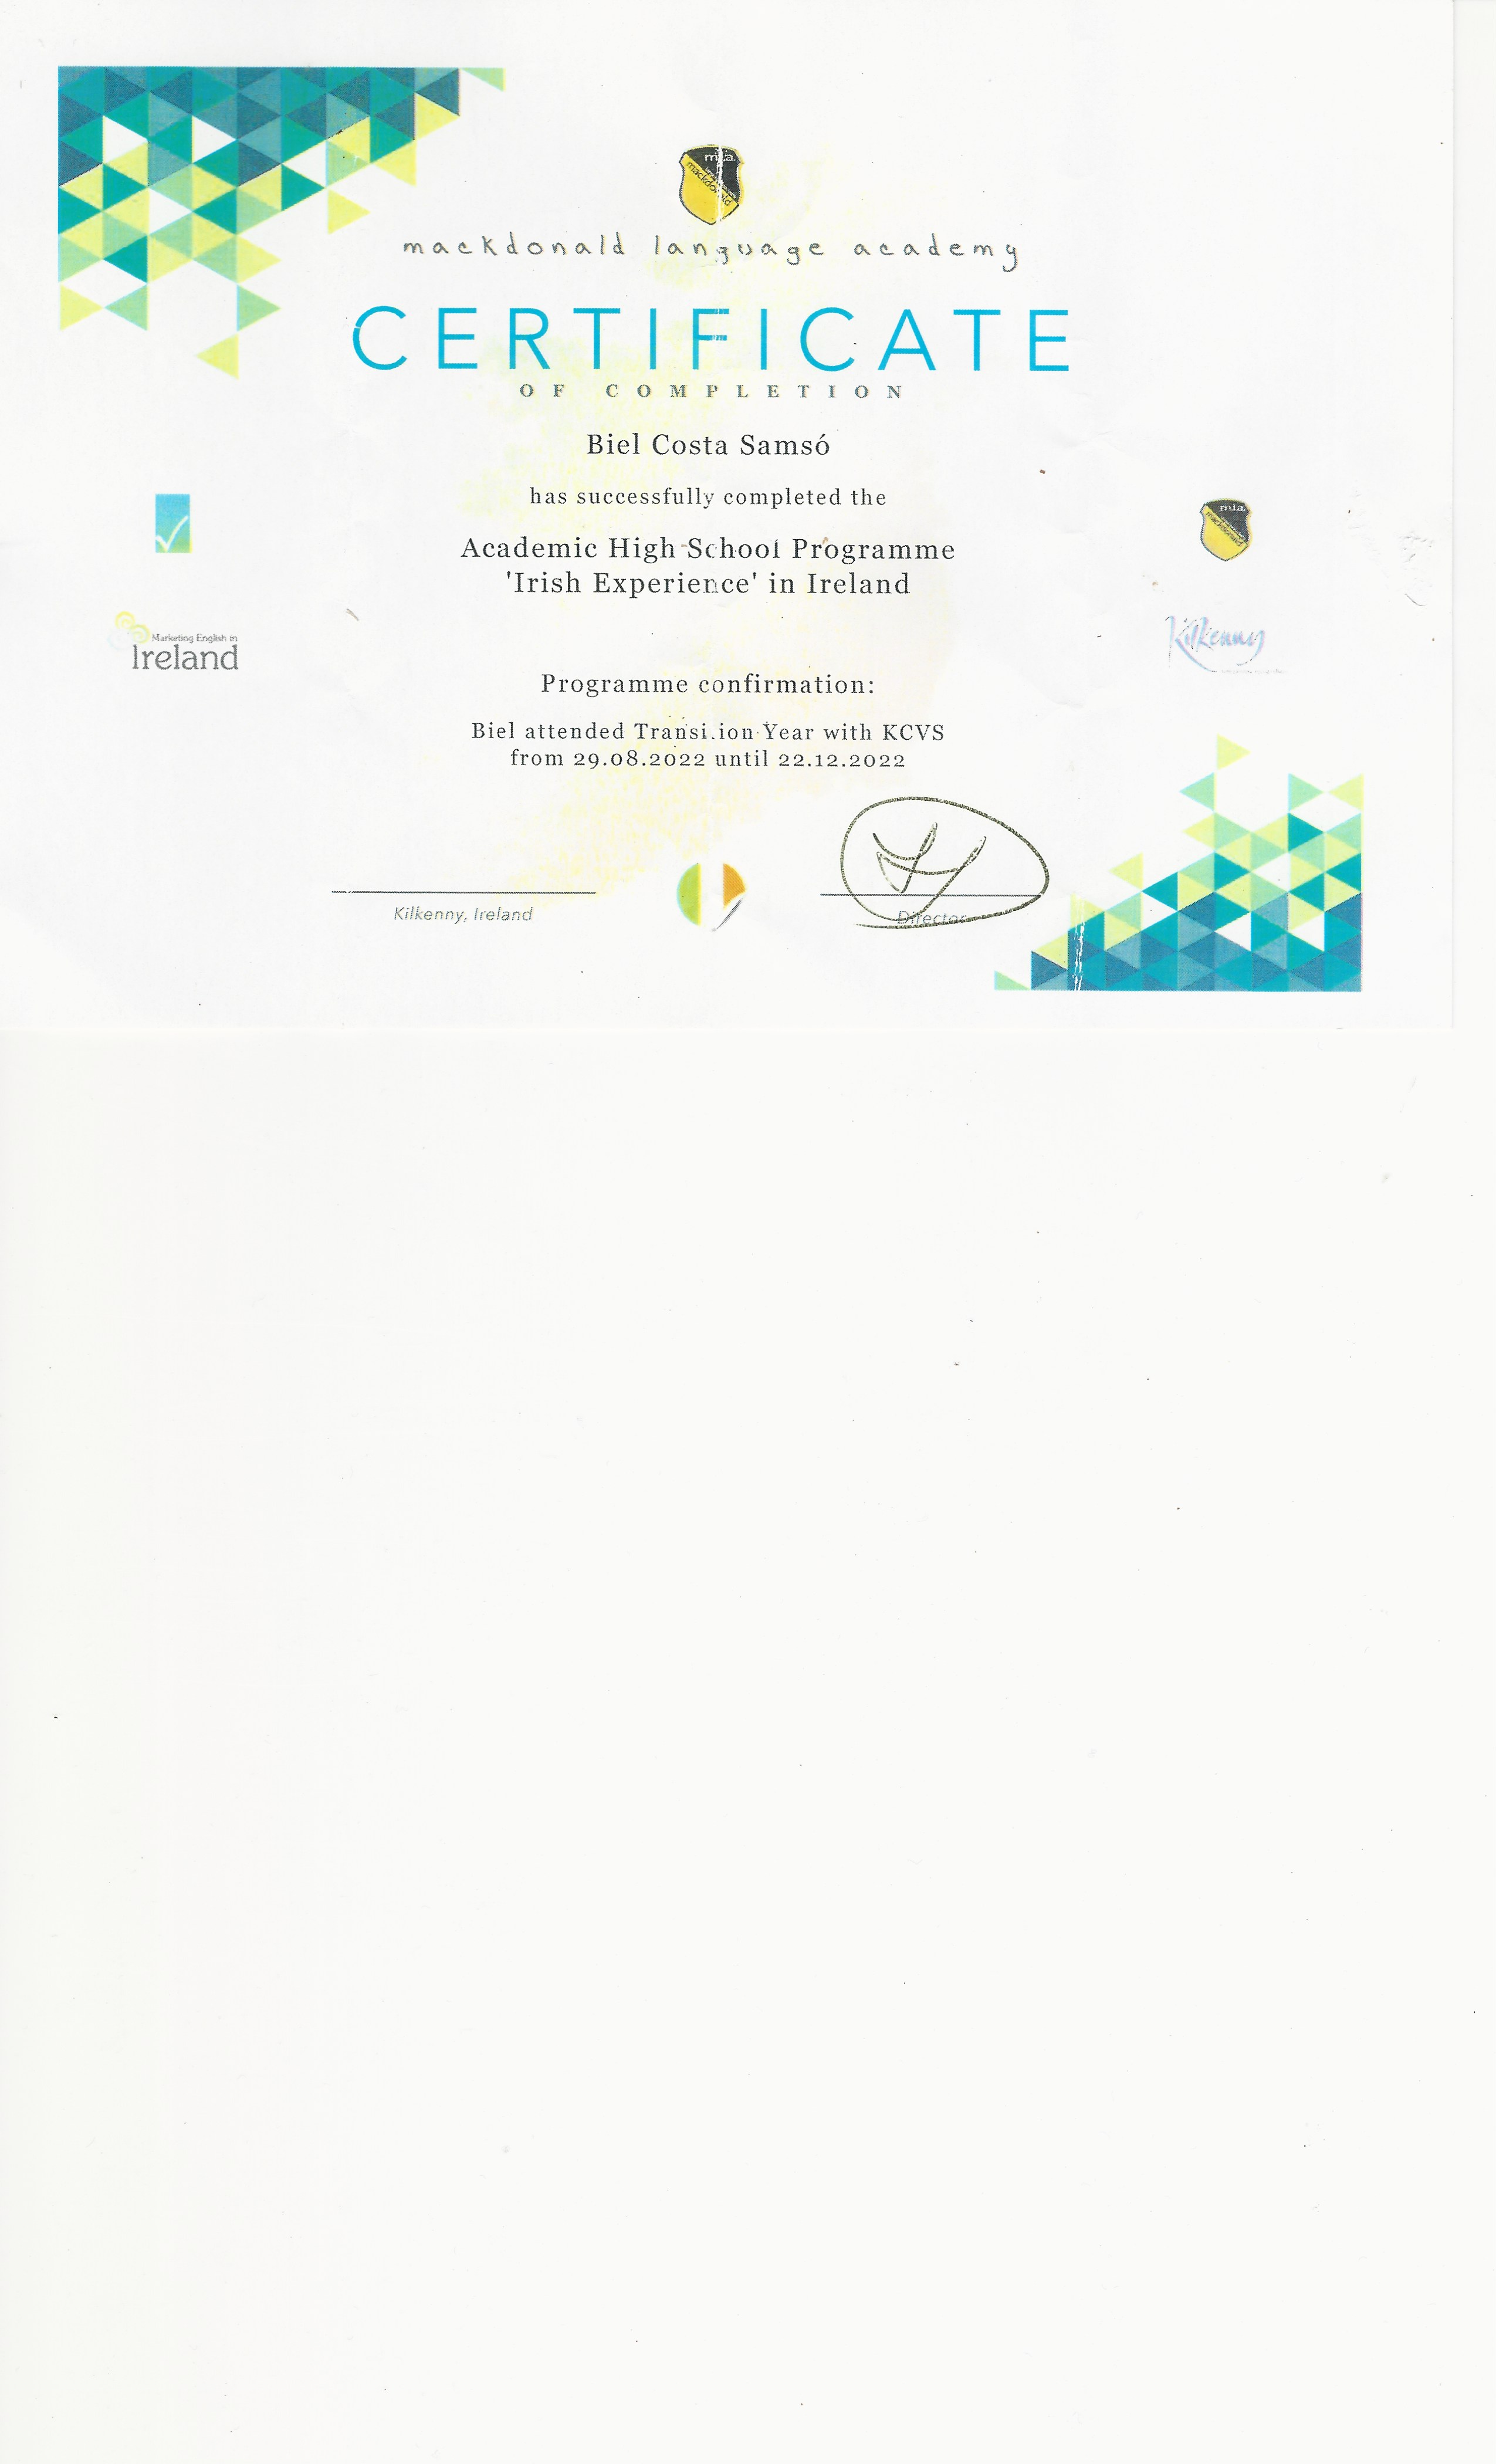 m.l.a.
mackdonald
mackdonald language academy
CERTIFICATE
OF COMPLETION
Biel Costa Samsó
has successfully completed the
Academic High School Programme
'Irish Experience' in Ireland
m.l.a.
mackdonald
Marketing English in
Ireland
Kilkenny
Programme confirmation:
Biel attended Transi.ion Year with KCVS
from 29.08.2022 until 22.12.2022
Kilkenny, Ireland
Director